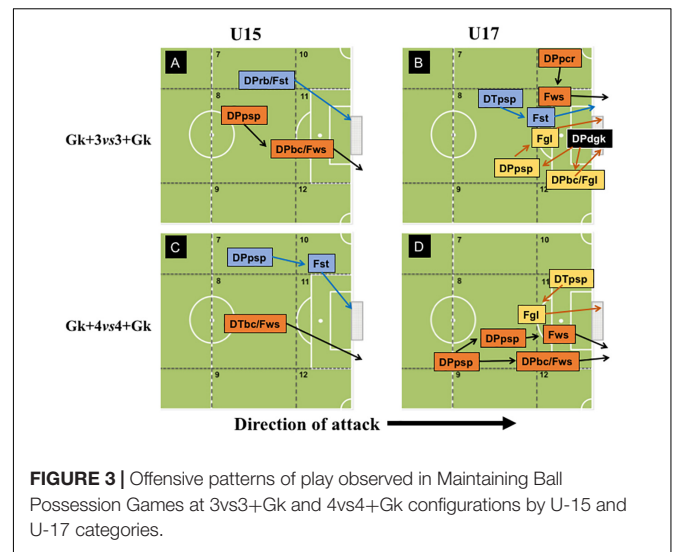 U15 U17
A
7
10
8
11
9
12
DPrb/Fst
DPpsp
DPbc/Fws
Gk+3vs3+Gk
B
7
10
8
11
9
12
DPpcr
DTpsp
Fws
Fst
Fgl
DPdgk
DPpsp
DPbc/Fgl
C
7
10
8
11
9
12
DPpsp
Fst
DTbc/Fws
Gk+4vs4+Gk
D
7
10
8
11
9
12
DTpsp
Fgl
DPpsp
Fws
DPpsp
DPbc/Fws
Direction of attack
FIGURE 3 | Offensive patterns of play observed in Maintaining Ball
Possession Games at 3vs3+Gk and 4vs4+Gk configurations by U-15 and
U-17 categories.